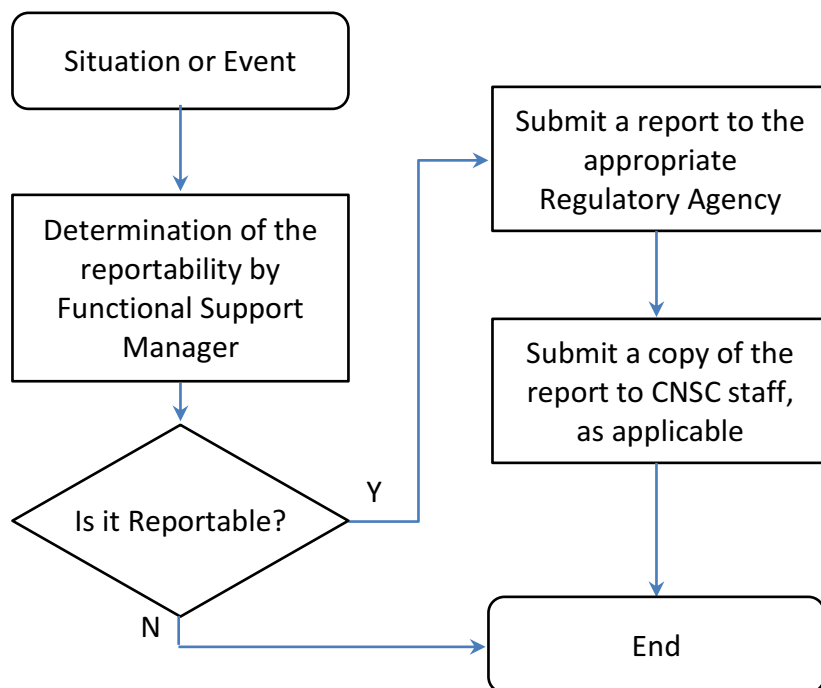 Situation or Event
Determination of the
reportability by
Functional Support
Manager
Is it Reportable?
Y
N
Submit a report to the
appropriate
Regulatory Agency
Submit a copy of the
report to CNSC staff,
as applicable
End